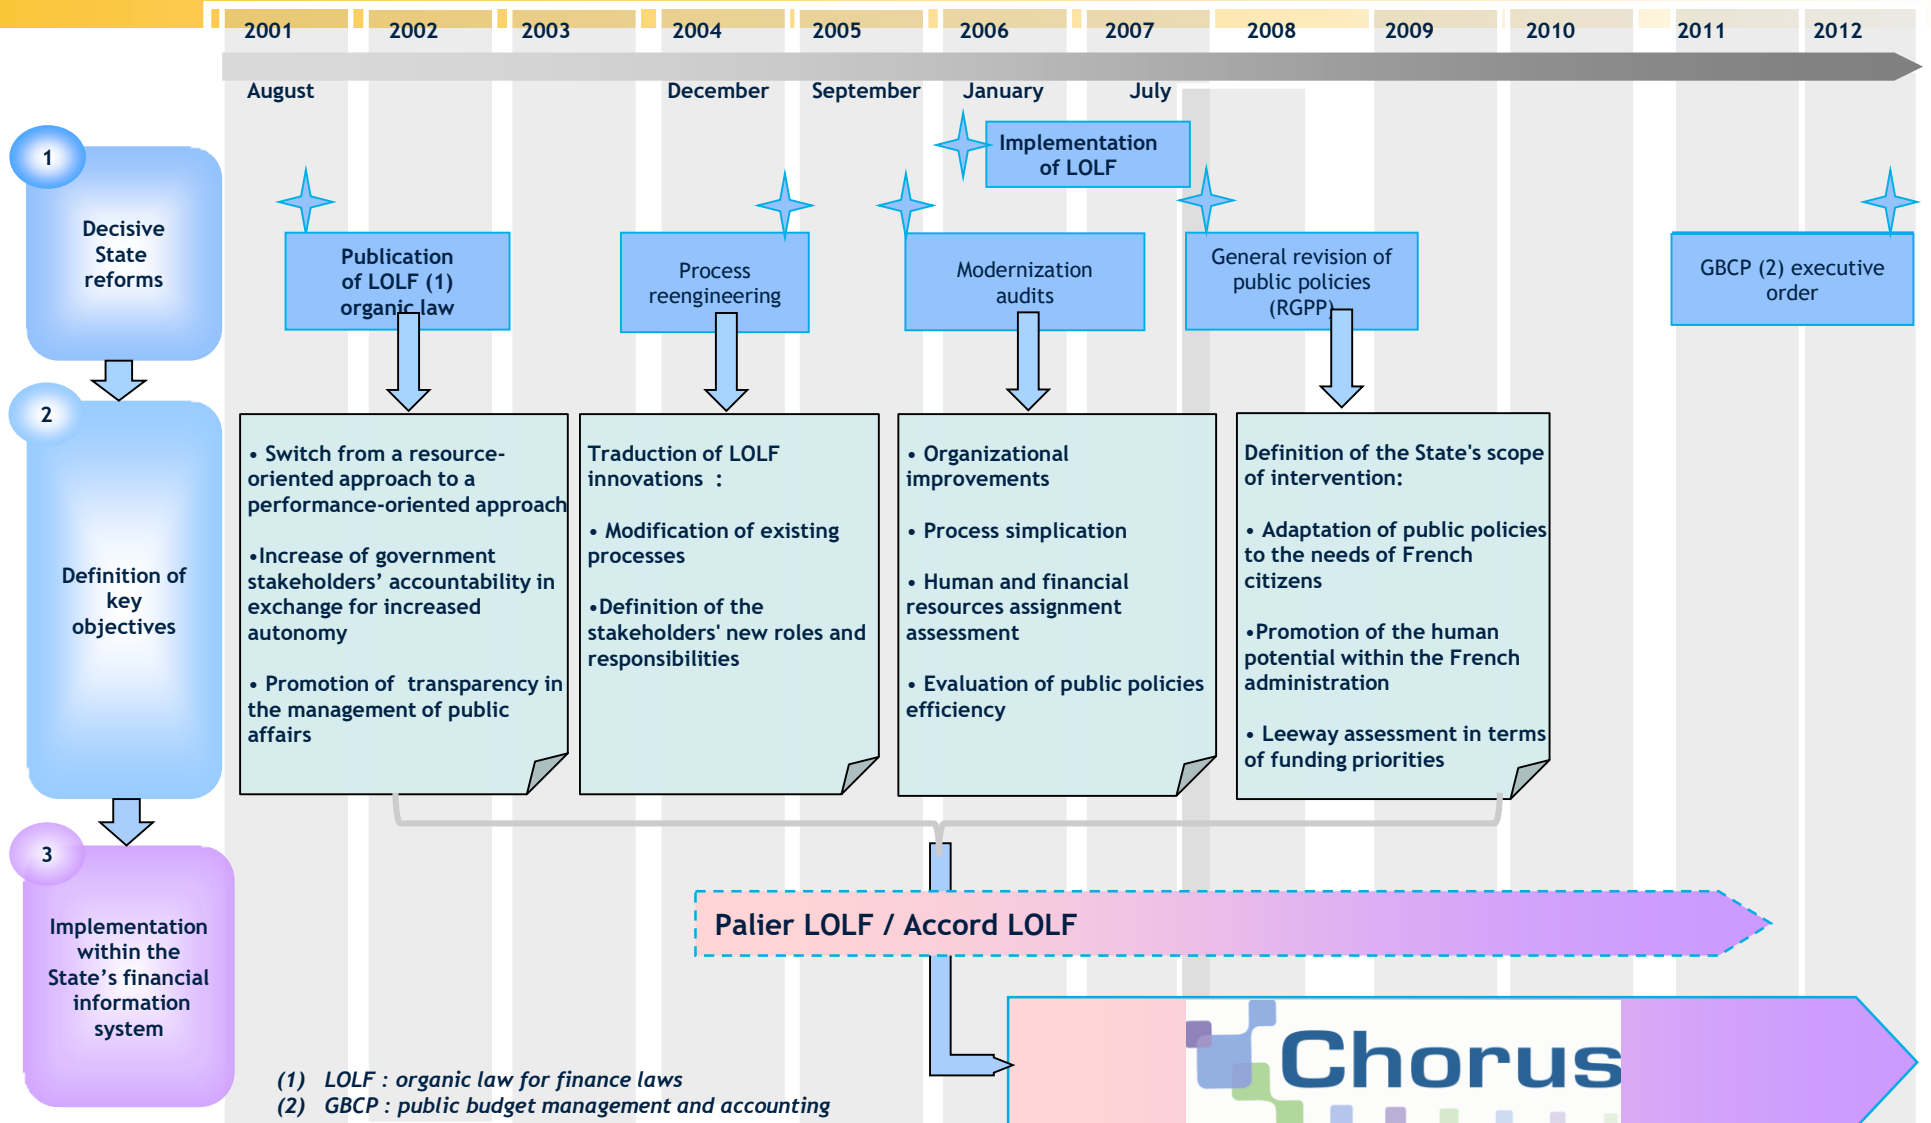 2001 2002 2003 2004 2005 2006 2007 2008 2009 2010 2011 2012
August December September January July
1
Decisive
State
reforms
Implementation
of LOLF
Publication
of LOLF (1)
organic law
Process
reengineering
Modernization
audits
General revision of
public policies
(RGPP)
GBCP (2) executive
order
2
Definition of
key
objectives
• Switch from a resource-
oriented approach to a
performance-oriented approach
•Increase of government
stakeholders’ accountability in
exchange for increased
autonomy
• Promotion of  transparency in
the management of public
affairs
Traduction of LOLF
innovations  :
• Modification of existing
processes
•Definition of the
stakeholders' new roles and
responsibilities
• Organizational
improvements
• Process simplication
• Human and financial
resources assignment
assessment
• Evaluation of public policies
efficiency
Definition of the State's scope
of intervention:
• Adaptation of public policies
to the needs of French
citizens
•Promotion of the human
potential within the French
administration
• Leeway assessment in terms
of funding priorities
3
Implementation
within the
State’s financial
information
system
Palier LOLF / Accord LOLF
Chorus
(1) LOLF : organic law for finance laws
(2) GBCP : public budget management and accounting